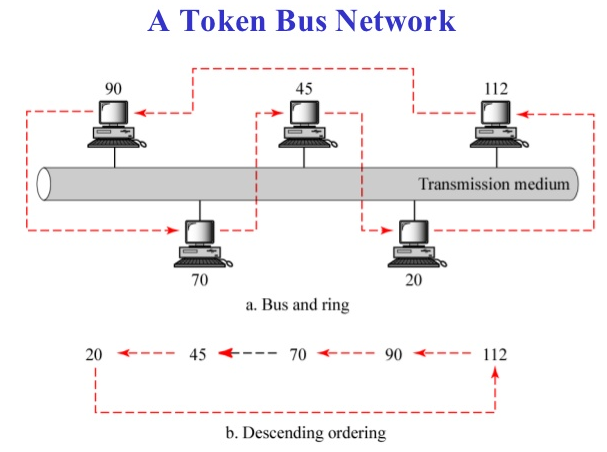 A Token Bus Network
90 45 112
Transmission medium
70 20
a. Bus and ring
20 45 70 90 112
b. Descending ordering